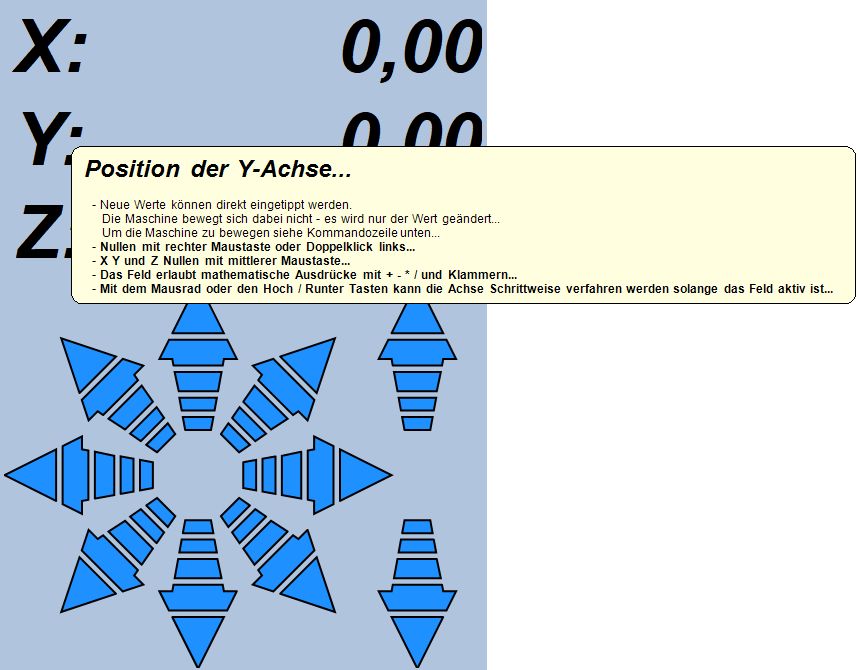 X: 0,00
Y: 0,00
Position der Y-Achse...
- Neue Werte können direkt eingetippt werden.
Die Maschine bewegt sich dabei nicht - es wird nur der Wert geändert...
Um die Maschine zu bewegen siehe Kommandozeile unten...
- Nullen mit rechter Maustaste oder Doppelklick links...
- X Y und Z Nullen mit mittlerer Maustaste...
- Das Feld erlaubt mathematische Ausdrücke mit + - * / und Klammern...
- Mit dem Mausrad oder den Hoch / Runter Tasten kann die Achse Schrittweise verfahren werden solange das Feld aktiv ist...
Z: